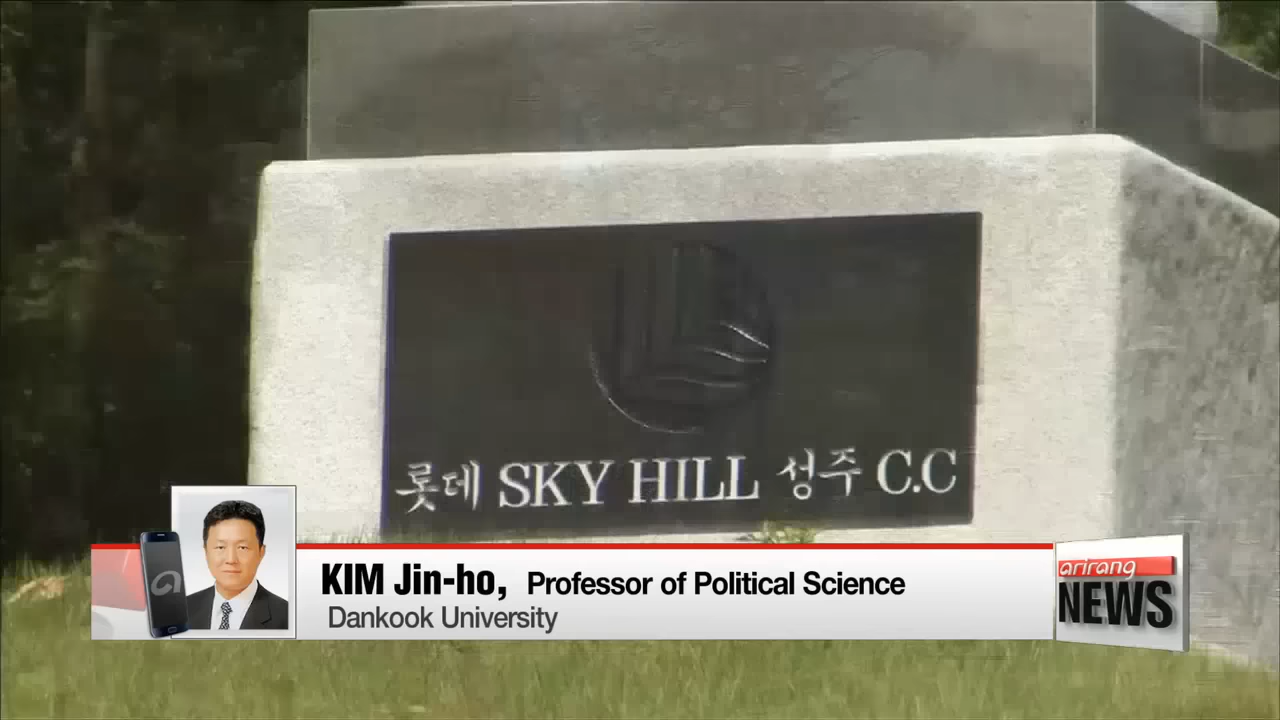 롯데 SKY HILL 성주 C.C
KIM Jin-ho, Professor of Political Science
Dankook University
arirang
NEWS